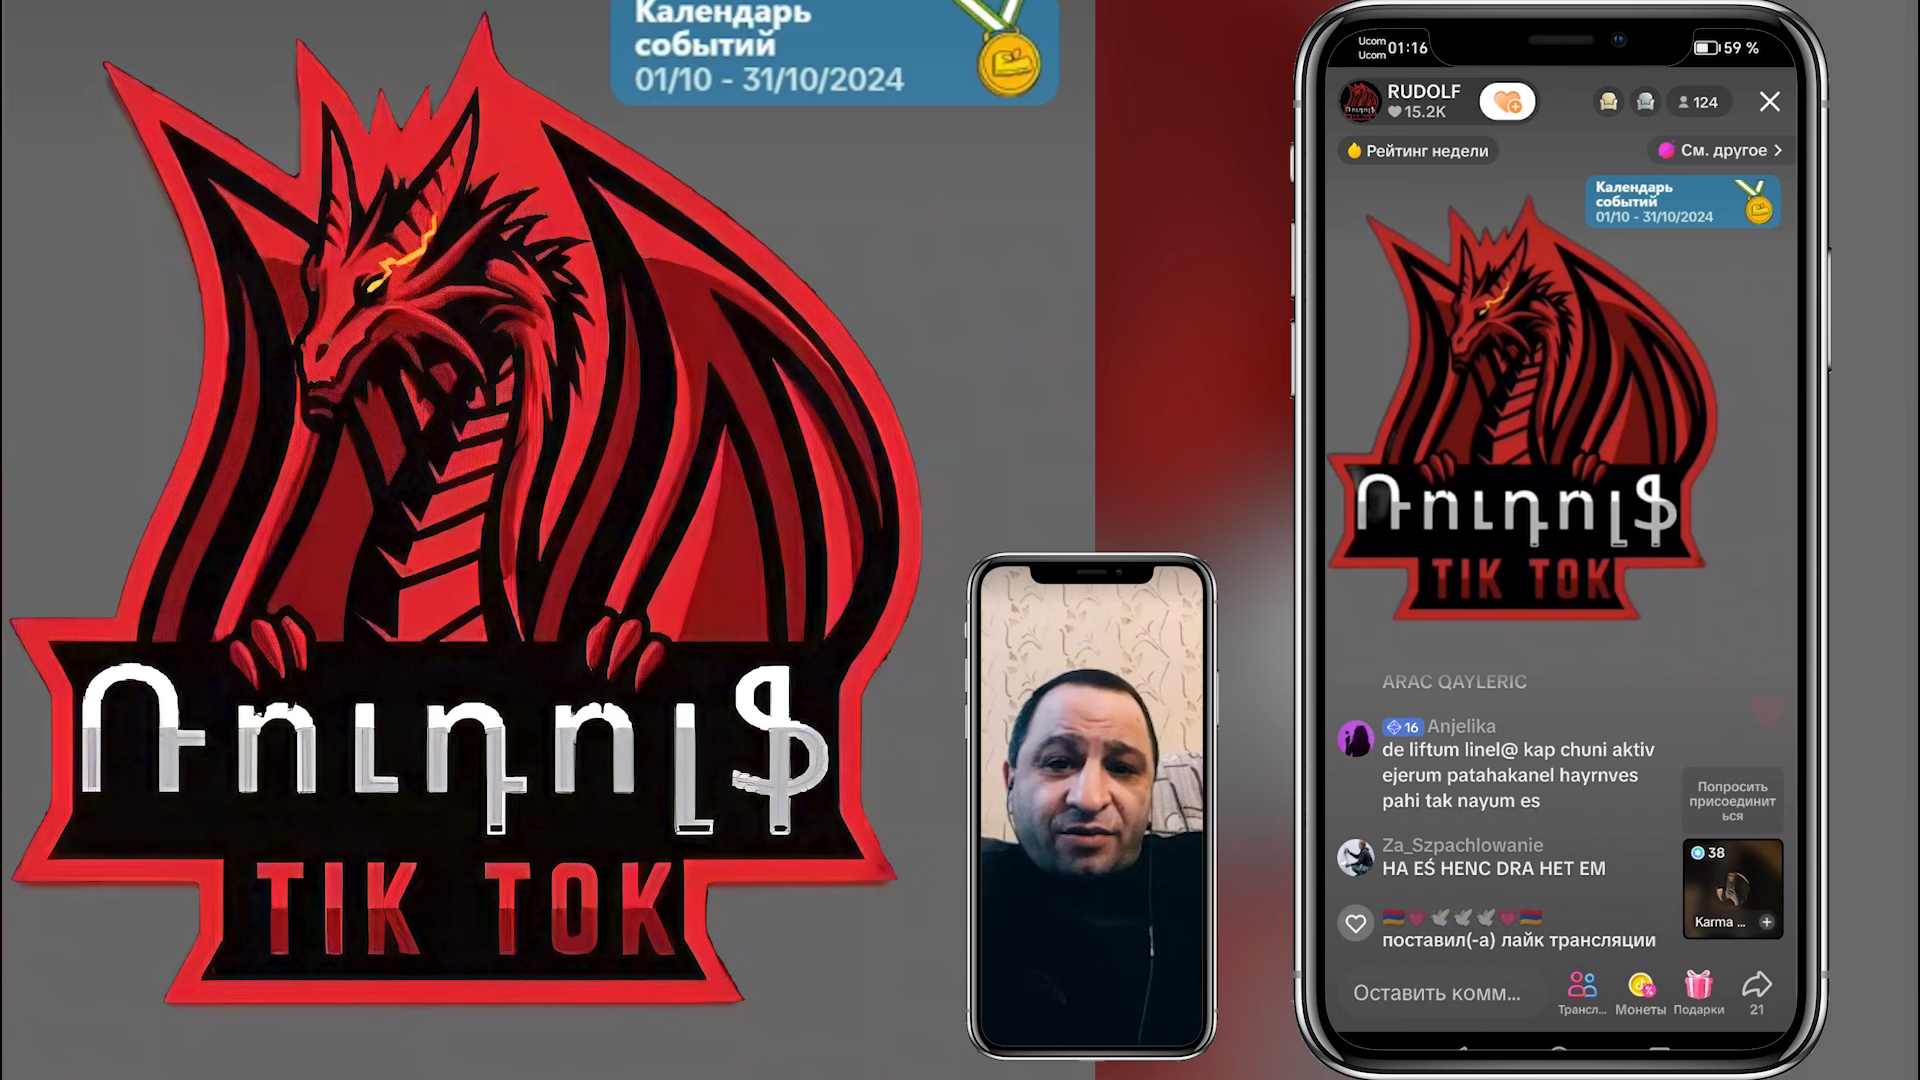 Календарь
событий
01/10 - 31/10/2024
Ռուդոլֆ
TIK TOK
Ucom
Ucom
01:16
59 %
RUDOLF
15.2K
124
Рейтинг недели
См. другое
Календарь
событий
01/10 - 31/10/2024
Ռուդոլֆ
TIK TOK
ARAC QAYLERIC
16 Anjelika
de liftum linel@ kap chuni aktiv
ejerum patahakanel hayrnves
pahi tak nayum es
Попросить
присоединит
ься
Za_Szpachlowanie
HA EŚ HENC DRA HET EM
38
Karma ...
поставил(-а) лайк трансляции
Оставить комм...
Трансл...
Монеты
Подарки
21